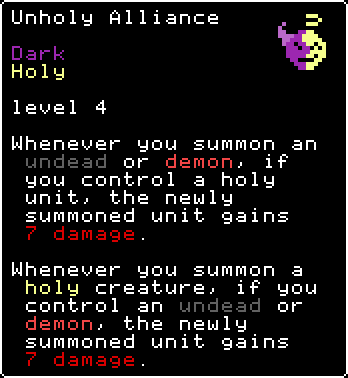 Unholy Alliance
Dark
Holy
level 4
Whenever you summon an
undead or demon, if
you control a holy
unit, the newly
summoned unit gains
7 damage.
Whenever you summon a
holy creature, if you
control an undead or
demon, the newly
summoned unit gains
7 damage.